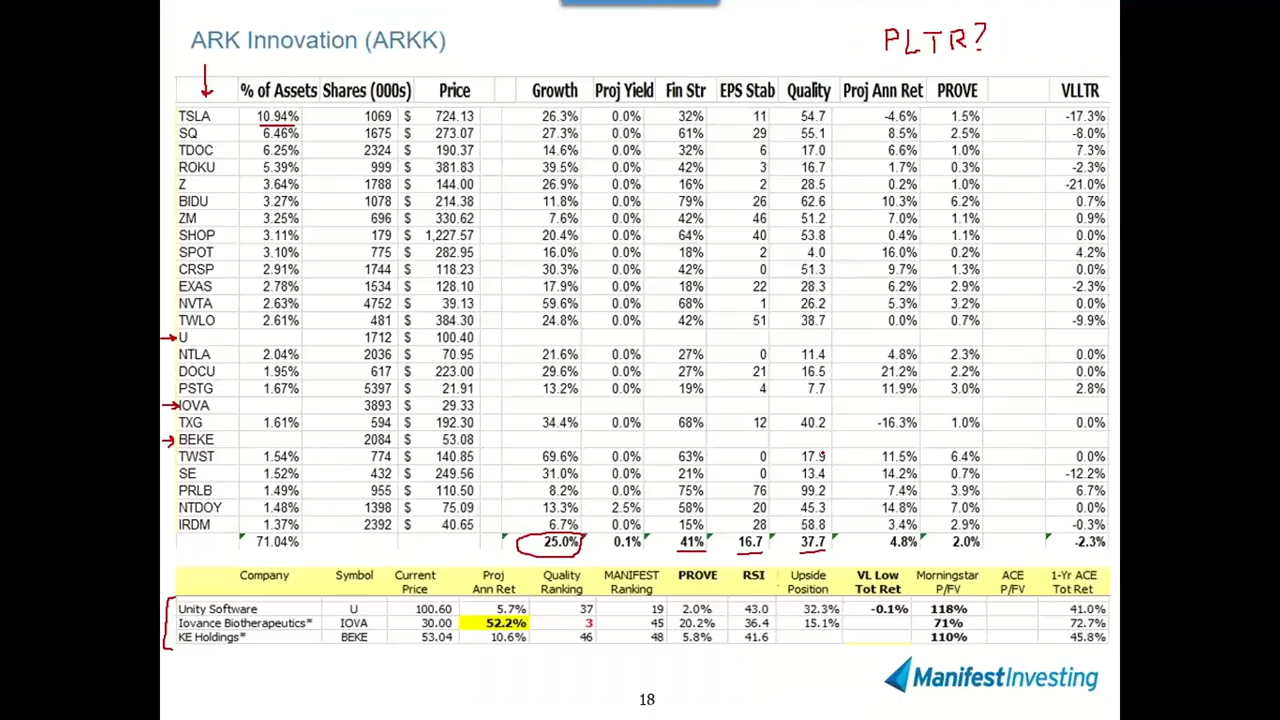 ARK Innovation (ARKK)
PLTR?
% of Assets Shares (000s) Price Growth Proj Yield Fin Str EPS Stab Quality Proj Ann Ret PROVE VLLTR
TSLA 10.94% 1069 $ 724.13 26.3% 0.0% 32% 11 54.7 -4.6% 1.5% -17.3%
SQ 6.46% 1675 $ 273.07 27.3% 0.0% 61% 29 55.1 8.5% 2.5% -8.0%
TDOC 6.25% 2324 $ 190.37 14.6% 0.0% 32% 6 17.0 6.6% 1.0% 7.3%
ROKU 5.39% 999 $ 381.83 39.5% 0.0% 42% 3 16.7 1.7% 0.3% -2.3%
Z 3.64% 1788 $ 144.00 26.9% 0.0% 16% 2 28.5 0.2% 1.0% -21.0%
BIDU 3.27% 1078 $ 214.38 11.8% 0.0% 79% 26 62.6 10.3% 6.2% 0.7%
ZM 3.25% 696 $ 330.62 7.6% 0.0% 42% 46 51.2 7.0% 1.1% 0.9%
SHOP 3.11% 179 $ 1,227.57 20.4% 0.0% 64% 40 53.8 0.4% 1.1% 0.0%
SPOT 3.10% 775 $ 282.95 16.0% 0.0% 18% 2 4.0 16.0% 0.2% 4.2%
CRSP 2.91% 1744 $ 118.23 30.3% 0.0% 42% 0 51.3 9.7% 1.3% 0.0%
EXAS 2.78% 1534 $ 128.10 17.9% 0.0% 18% 22 28.3 6.2% 2.9% -2.3%
NVTA 2.63% 4752 $ 39.13 59.6% 0.0% 68% 1 26.2 5.3% 3.2% 0.0%
TWLO 2.61% 481 $ 384.30 24.8% 0.0% 42% 51 38.7 0.0% 0.7% -9.9%
U 1712 $ 100.40
NTLA 2.04% 2036 $ 70.95 21.6% 0.0% 27% 0 11.4 4.8% 2.3% 0.0%
DOCU 1.95% 617 $ 223.00 29.6% 0.0% 27% 21 16.5 21.2% 2.2% 0.0%
PSTG 1.67% 5397 $ 21.91 13.2% 0.0% 19% 4 7.7 11.9% 3.0% 2.8%
IOVA 3893 $ 29.33
TXG 1.61% 594 $ 192.30 34.4% 0.0% 68% 12 40.2 -16.3% 1.0% 0.0%
BEKE 2084 $ 53.08
TWST 1.54% 774 $ 140.85 69.6% 0.0% 63% 0 17.9 11.5% 6.4% 0.0%
SE 1.52% 432 $ 249.56 31.0% 0.0% 21% 0 13.4 14.2% 0.7% -12.2%
PRLB 1.49% 955 $ 110.50 8.2% 0.0% 75% 76 99.2 7.4% 3.9% 6.7%
NTDOY 1.48% 1398 $ 75.09 13.3% 2.5% 58% 20 45.3 14.8% 7.0% 0.0%
IRDM 1.37% 2392 $ 40.65 6.7% 0.0% 15% 28 58.8 3.4% 2.9% -0.3%
71.04% 25.0% 0.1% 41% 16.7 37.7 4.8% 2.0% -2.3%
Company Symbol Current Proj Quality MANIFEST PROVE RSI Upside VL Low Morningstar ACE 1-Yr ACE
Price Ann Ret Ranking Ranking Position Tot Ret P/FV P/FV Tot Ret
Unity Software U 100.60 5.7% 37 19 2.0% 43.0 32.3% -0.1% 118% 41.0%
Iovance Biotherapeutics* IOVA 30.00 52.2% 3 45 20.2% 36.4 15.1% 71% 72.7%
KE Holdings* BEKE 53.04 10.6% 46 48 5.8% 41.6 110% 45.8%
ManifestInvesting
18